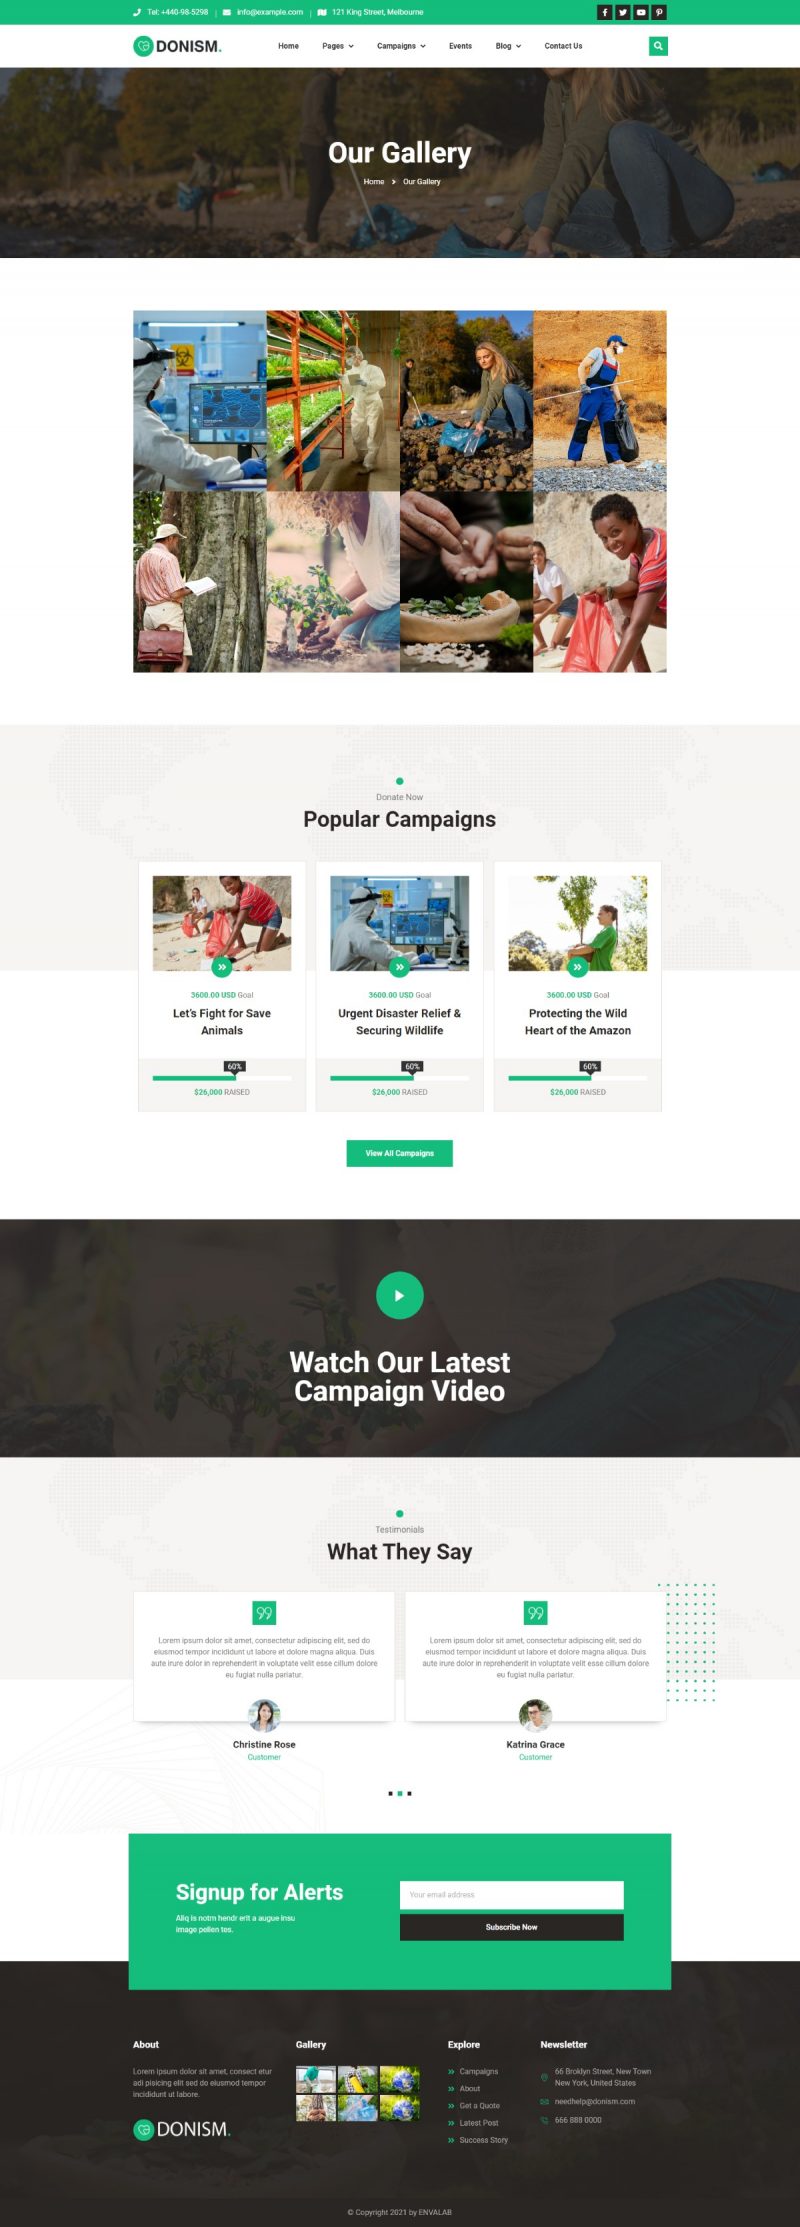 Tel: +440-98-5298
info@example.com
121 King Street, Melbourne
DONISM.
Home
Pages
Campaigns
Events
Blog
Contact Us
Our Gallery
Home
Our Gallery
Donate Now
Popular Campaigns
3600.00 USD Goal
Let's Fight for Save
Animals
60%
$26,000 RAISED
3600.00 USD Goal
Urgent Disaster Relief &
Securing Wildlife
60%
$26,000 RAISED
3600.00 USD Goal
Protecting the Wild
Heart of the Amazon
60%
$26,000 RAISED
View All Campaigns
Watch Our Latest
Campaign Video
Testimonials
What They Say
Lorem ipsum dolor sit amet, consectetur adipiscing elit, sed do
eiusmod tempor incididunt ut labore et dolore magna aliqua. Duis
aute irure dolor in reprehenderit in voluptate velit esse cillum dolore
eu fugiat nulla pariatur.
Christine Rose
Customer
Lorem ipsum dolor sit amet, consectetur adipiscing elit, sed do
eiusmod tempor incididunt ut labore et dolore magna aliqua. Duis
aute irure dolor in reprehenderit in voluptate velit esse cillum dolore
eu fugiat nulla pariatur.
Katrina Grace
Customer
Signup for Alerts
Aliq is notm hendr erit a augue insu
image pellen tes.
Your email address
Subscribe Now
About
Lorem ipsum dolor sit amet, consect etur
adi pisicing elit sed do eiusmod tempor
incididunt ut labore.
DONISM.
Gallery
Explore
Campaigns
About
Get a Quote
Latest Post
Success Story
Newsletter
66 Broklyn Street, New Town
New York, United States
needhelp@donism.com
666 888 0000
© Copyright 2021 by ENVALAB